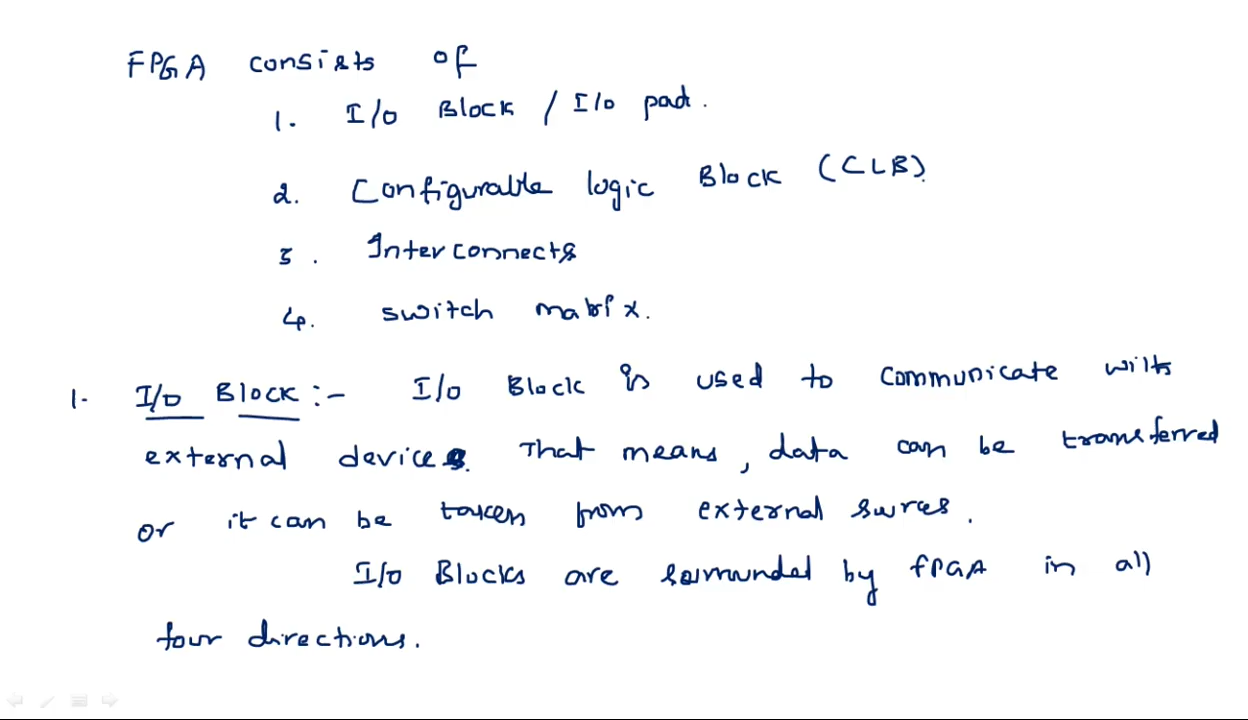 FPGA consists of
1. I/O Block / I/O pad.
2. Configurable logic Block (CLB)
3. Interconnects
4. switch matrix.
1. I/O Block :- I/O Block is used to communicate with
external devices. That means, data can be transferred
or it can be taken from external surces.
I/O Blocks are surrounded by FPGA in all
four directions.